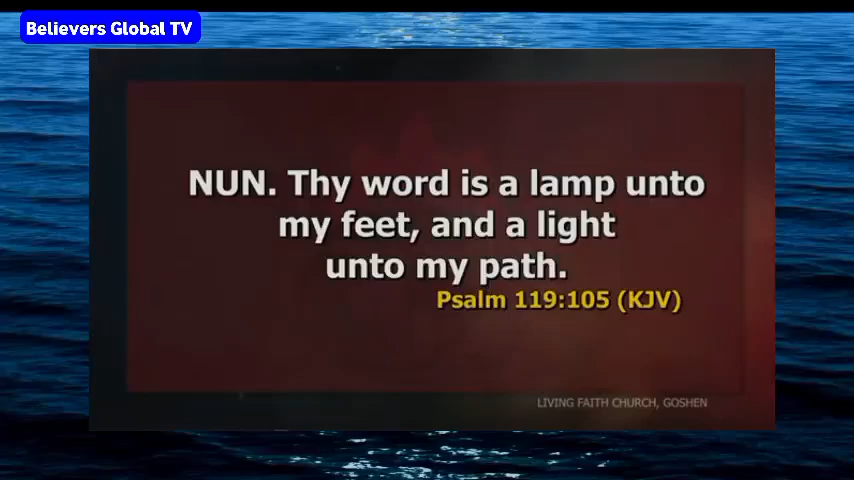 Believers Global TV
NUN. Thy word is a lamp unto
my feet, and a light
unto my path.
Psalm 119:105 (KJV)
LIVING FAITH CHURCH, GOSHEN